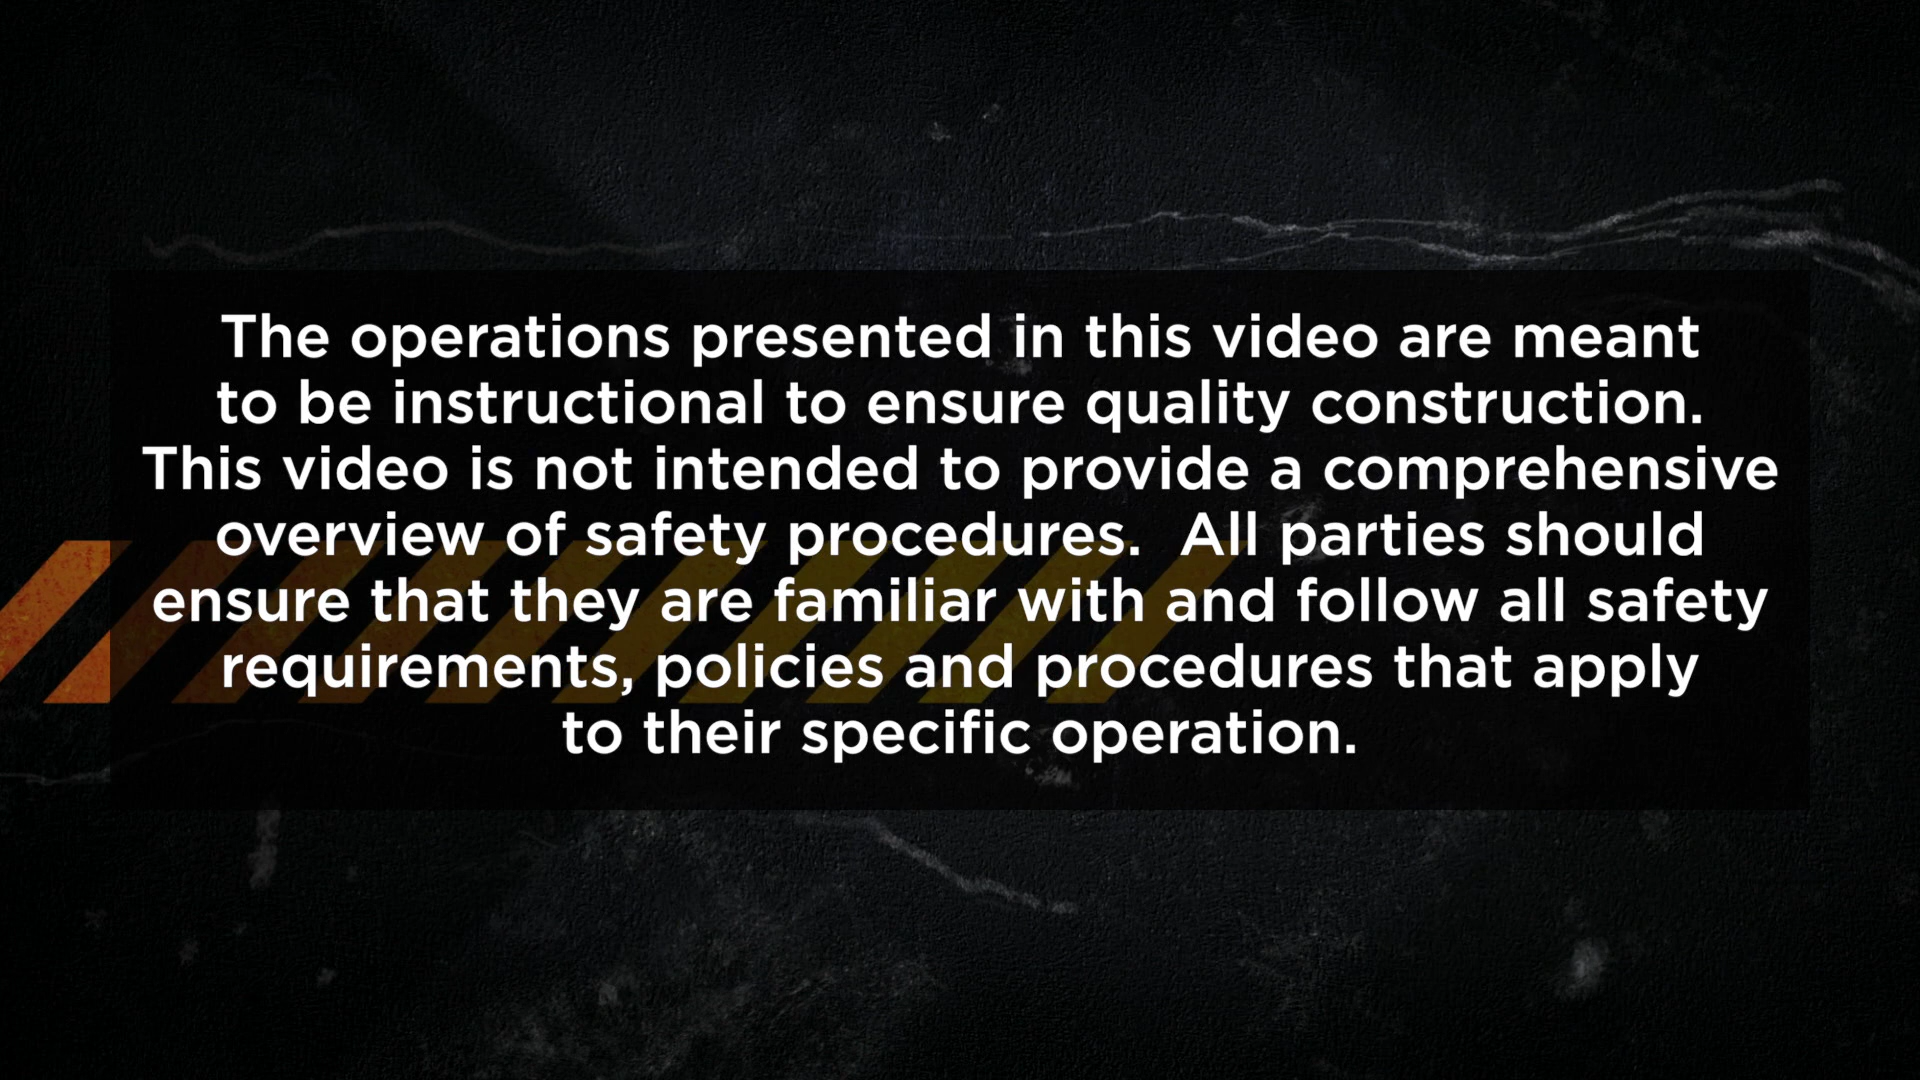 The operations presented in this video are meant
to be instructional to ensure quality construction.
This video is not intended to provide a comprehensive
overview of safety procedures.  All parties should
ensure that they are familiar with and follow all safety
requirements, policies and procedures that apply
to their specific operation.